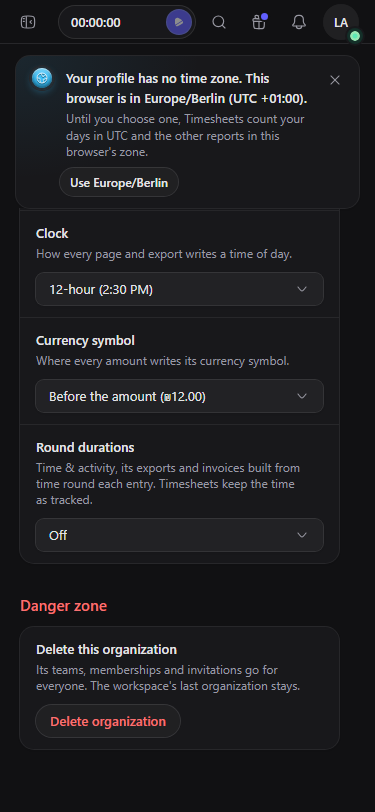 00:00:00
LA
Your profile has no time zone. This
browser is in Europe/Berlin (UTC +01:00).
Until you choose one, Timesheets count your
days in UTC and the other reports in this
browser's zone.
Use Europe/Berlin
Clock
How every page and export writes a time of day.
12-hour (2:30 PM)
Currency symbol
Where every amount writes its currency symbol.
Before the amount (₪12.00)
Round durations
Time & activity, its exports and invoices built from
time round each entry. Timesheets keep the time
as tracked.
Off
Danger zone
Delete this organization
Its teams, memberships and invitations go for
everyone. The workspace's last organization stays.
Delete organization